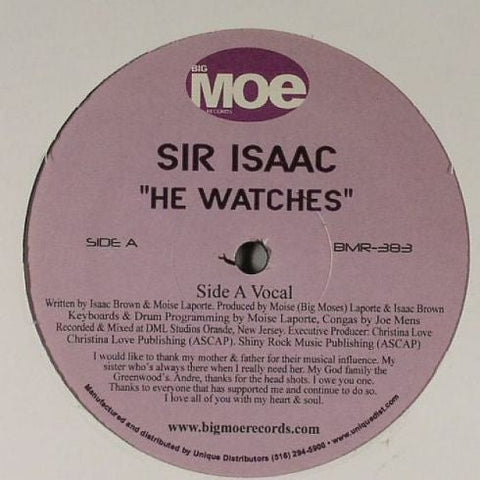 BIG
MOE
RECORDS
SIR ISAAC
"HE WATCHES"
SIDE A
BMR-383
Side A Vocal
Written by Isaac Brown & Moise Laporte. Produced by Moise (Big Moses) Laporte & Isaac Brown
Keyboards & Drum Programming by Moise Laporte, Congas by Joe Mens
Recorded & Mixed at DML Studios Orande, New Jersey. Executive Producer: Christina Love
Christina Love Publishing (ASCAP). Shiny Rock Music Publishing (ASCAP)
I would like to thank my mother & father for their musical influence. My
sister who's always there when I really need her. My God family the
Greenwood's. Andre, thanks for the head shots. I owe you one.
Thanks to everyone that has supported me and continue to do so.
I love all of you with my heart & soul.
www.bigmoerecords.com
Manufactured and distributed by Unique Distributors (516) 294-5900 • www.uniquedist.com